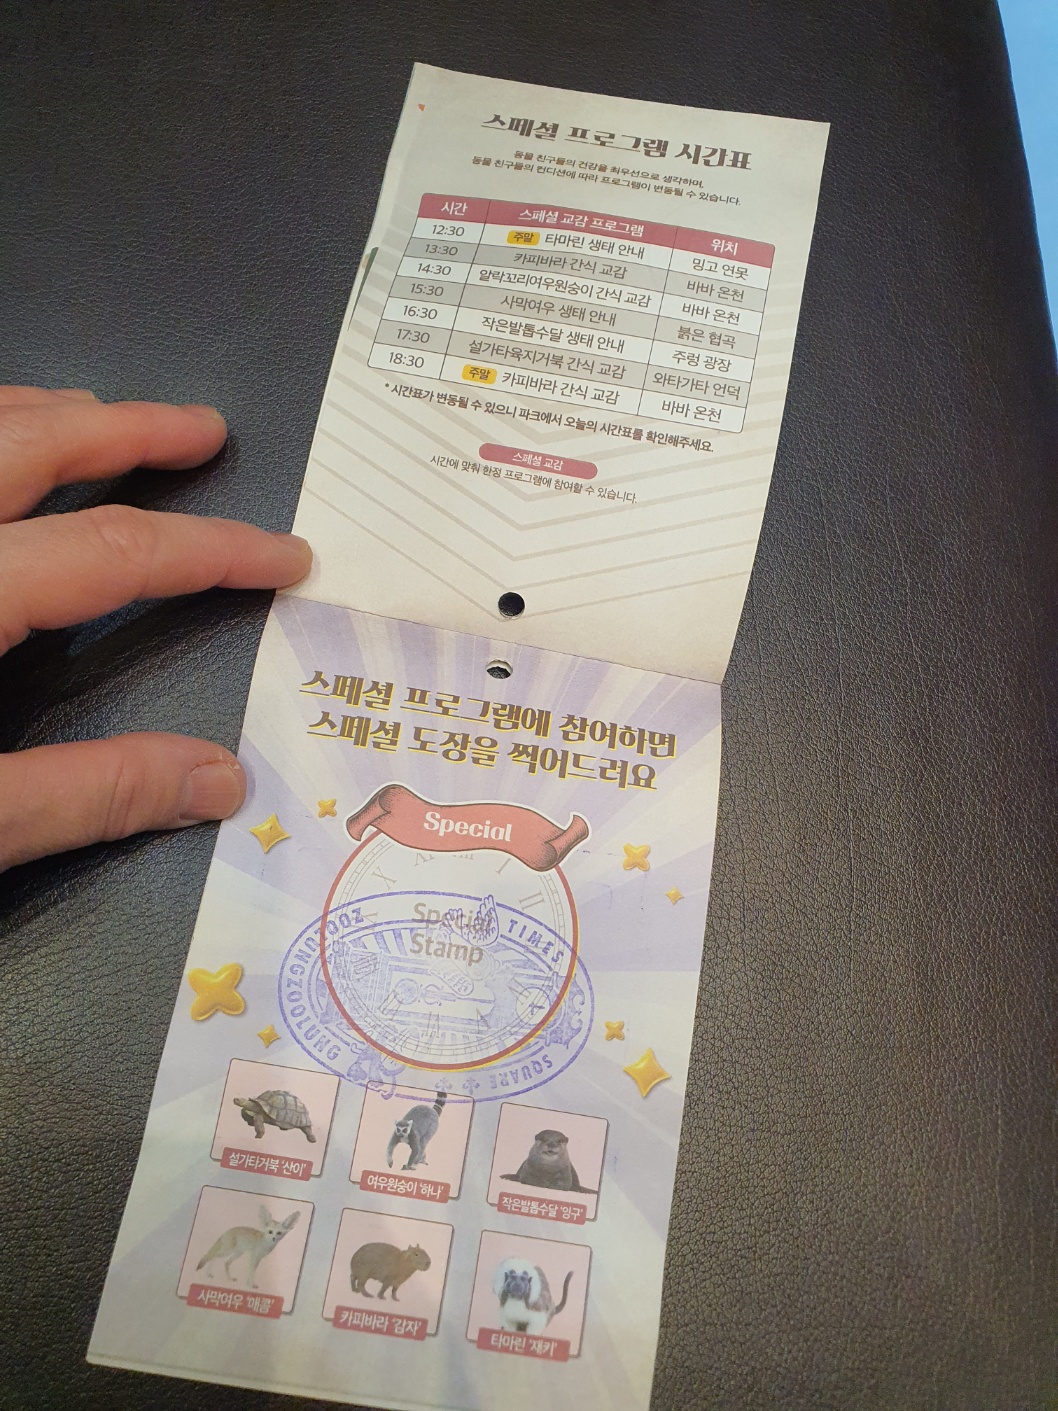 스페셜 프로그램 시간표
동물 친구들의 건강을 최우선으로 생각하며,
동물 친구들의 컨디션에 따라 프로그램이 변동될 수 있습니다.
시간 스페셜 교감 프로그램 위치
12:30 주말 타마린 생태 안내 밍고 연못
13:30 카피바라 간식 교감 바바 온천
14:30 알락꼬리여우원숭이 간식 교감 바바 온천
15:30 사막여우 생태 안내 붉은 협곡
16:30 작은발톱수달 생태 안내 주렁 광장
17:30 설가타육지거북 간식 교감 와타가타 언덕
18:30 주말 카피바라 간식 교감 바바 온천
* 시간표가 변동될 수 있으니 파크에서 오늘의 시간표를 확인해주세요.
스페셜 교감
시간에 맞춰 한정 프로그램에 참여할 수 있습니다.
스페셜 프로그램에 참여하면
스페셜 도장을 찍어드려요
Special
Special
Stamp
ZOOLUNGZOOLUNG
TIMES
SQUARE
설가타거북 '산이'
여우원숭이 '하나'
작은발톱수달 '잉구'
사막여우 '매콤'
카피바라 '감자'
타마린 '재키'